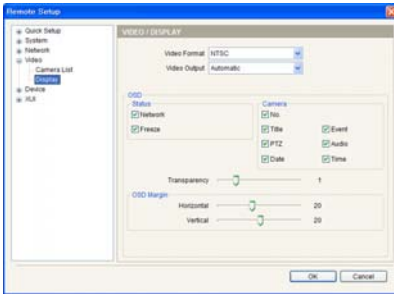 Remote Setup
Quick Setup
System
Network
Video
Camera List
Display
Device
XUI
VIDEO / DISPLAY
Video Format NTSC
Video Output Automatic
OSD
Status
Network
Freeze
Camera
No.
Title
Event
PTZ
Audio
Date
Time
Transparency 1
OSD Margin
Horizontal 20
Vertical 20
OK
Cancel